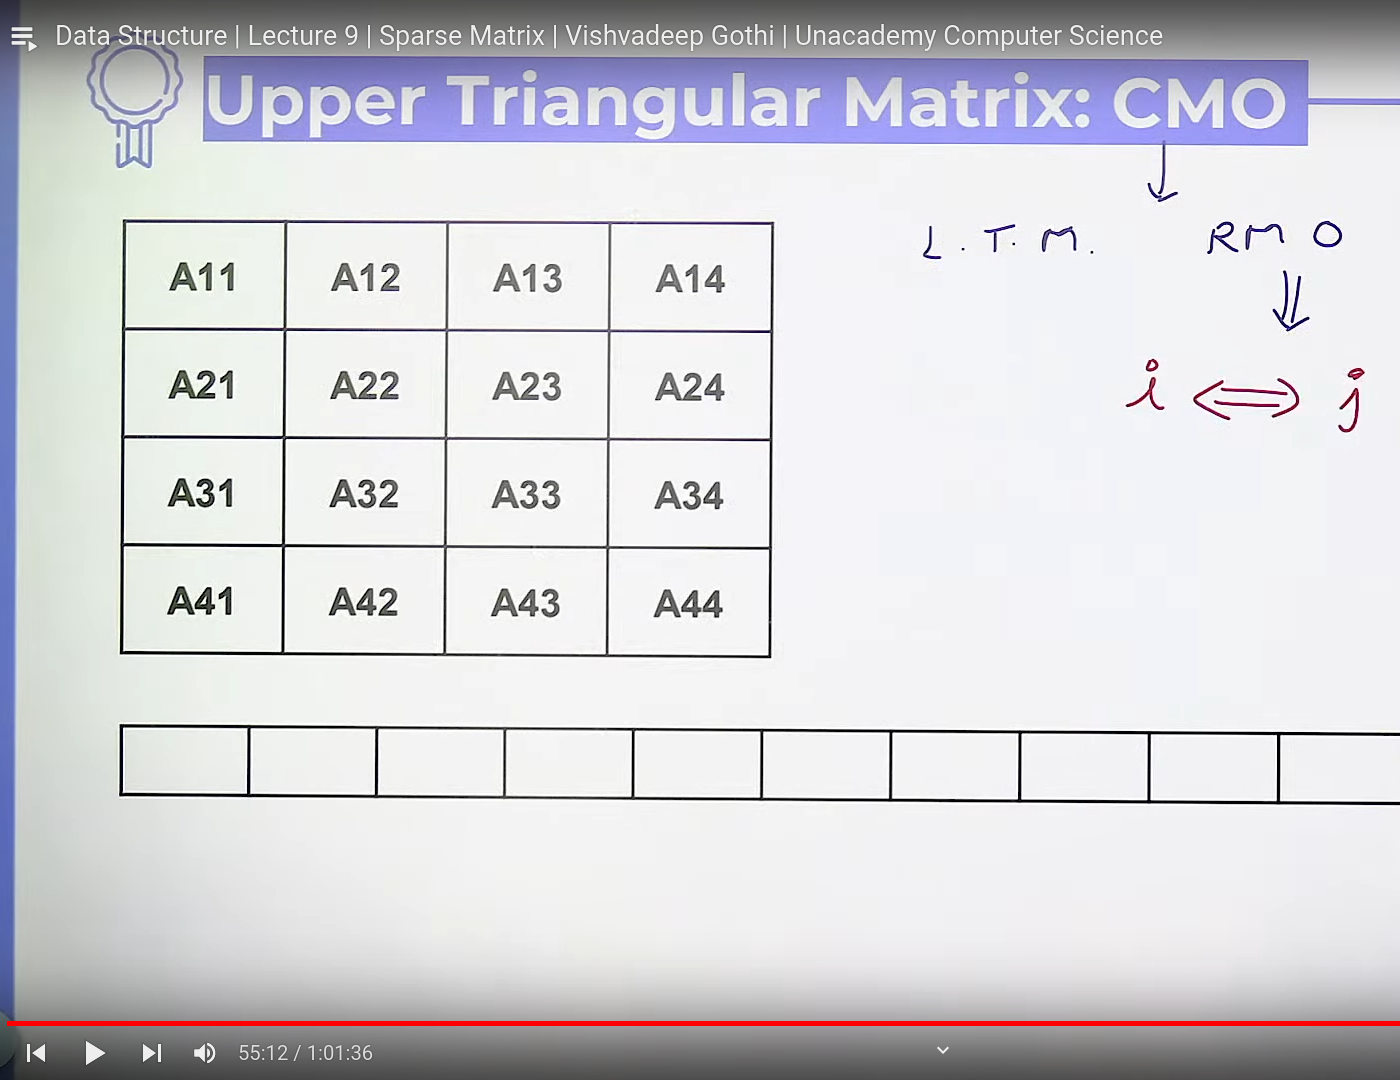 Data Structure | Lecture 9 | Sparse Matrix | Vishvadeep Gothi | Unacademy Computer Science
Upper Triangular Matrix: CMO
L.T.M. RMO
i ⟺ j
A11 A12 A13 A14
A21 A22 A23 A24
A31 A32 A33 A34
A41 A42 A43 A44
55:12 / 1:01:36